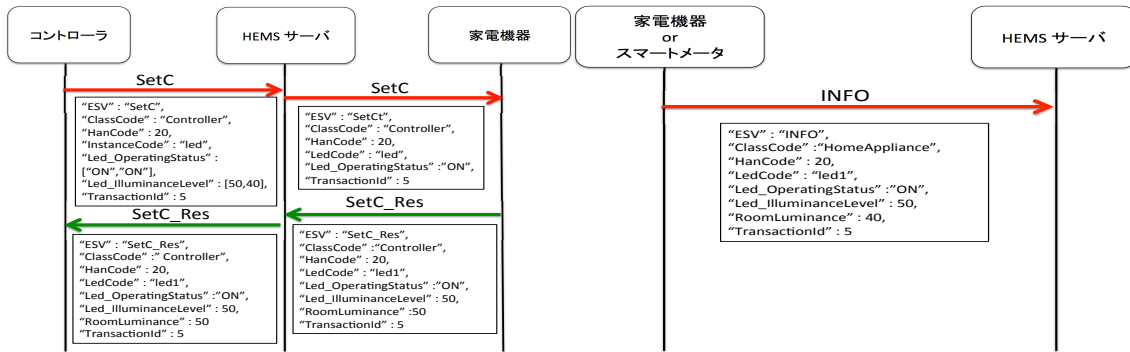 コントローラ
HEMS サーバ
家電機器
SetC
"ESV" : "SetC",
"ClassCode" : "Controller",
"HanCode" : 20,
"InstanceCode" : "led",
"Led_OperatingStatus" :
["ON","ON"],
"Led_IlluminanceLevel" : [50,40],
"TransactionId" : 5
SetC
"ESV" : "SetCt",
"ClassCode" : "Controller",
"HanCode" : 20,
"LedCode" : "led",
"Led_OperatingStatus" :"ON",
"TransactionId" : 5
SetC_Res
"ESV" : "SetC_Res",
"ClassCode" :" Controller",
"HanCode" : 20,
"LedCode" : "led1",
"Led_OperatingStatus" :"ON",
"Led_IlluminanceLevel" : 50,
"RoomLuminance" : 50
"TransactionId" : 5
SetC_Res
"ESV" : "SetC_Res",
"ClassCode" :"Controller",
"HanCode" : 20,
"LedCode" : "led1",
"Led_OperatingStatus" :"ON",
"Led_IlluminanceLevel" : 50,
"RoomLuminance" :50
"TransactionId" : 5
家電機器
or
スマートメータ
HEMS サーバ
INFO
"ESV" : "INFO",
"ClassCode" :"HomeAppliance",
"HanCode" : 20,
"LedCode" : "led1",
"Led_OperatingStatus" :"ON",
"Led_IlluminanceLevel" : 50,
"RoomLuminance" : 40,
"TransactionId" : 5